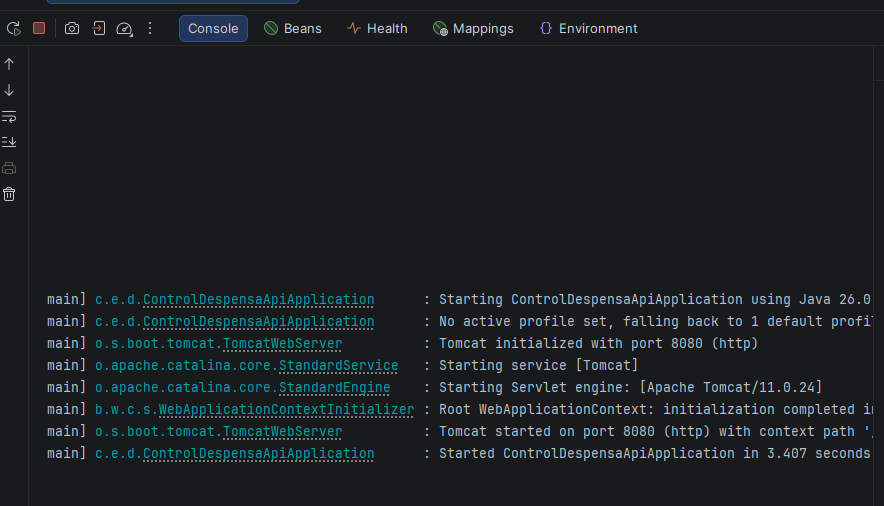 Console Beans Health Mappings Environment
main] c.e.d.ControlDespensaApiApplication : Starting ControlDespensaApiApplication using Java 26.0
main] c.e.d.ControlDespensaApiApplication : No active profile set, falling back to 1 default profi
main] o.s.boot.tomcat.TomcatWebServer : Tomcat initialized with port 8080 (http)
main] o.apache.catalina.core.StandardService : Starting service [Tomcat]
main] o.apache.catalina.core.StandardEngine : Starting Servlet engine: [Apache Tomcat/11.0.24]
main] b.w.c.s.WebApplicationContextInitializer : Root WebApplicationContext: initialization completed in
main] o.s.boot.tomcat.TomcatWebServer : Tomcat started on port 8080 (http) with context path '/
main] c.e.d.ControlDespensaApiApplication : Started ControlDespensaApiApplication in 3.407 seconds